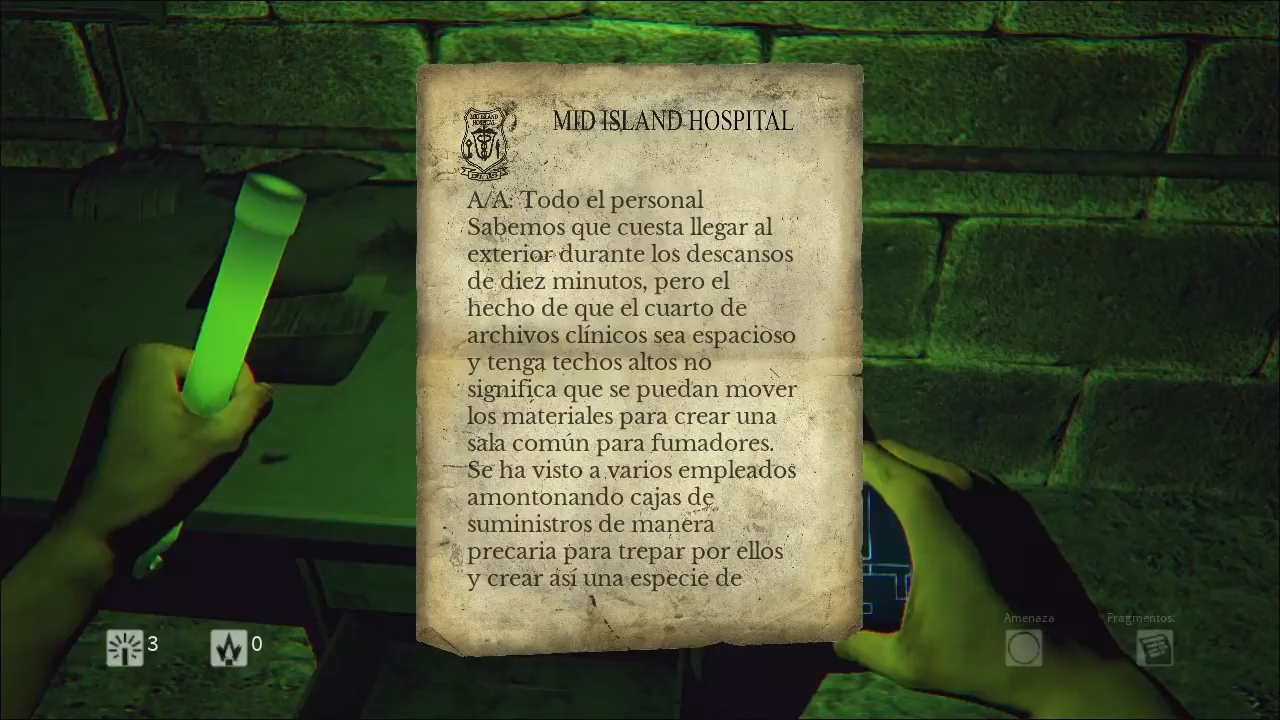 MID ISLAND HOSPITAL
MID ISLAND
HOSPITAL
A/A: Todo el personal
Sabemos que cuesta llegar al
exterior durante los descansos
de diez minutos, pero el
hecho de que el cuarto de
archivos clínicos sea espacioso
y tenga techos altos no
significa que se puedan mover
los materiales para crear una
sala común para fumadores.
Se ha visto a varios empleados
amontonando cajas de
suministros de manera
precaria para trepar por ellos
y crear así una especie de
3
0
Amenaza
Fragmentos: